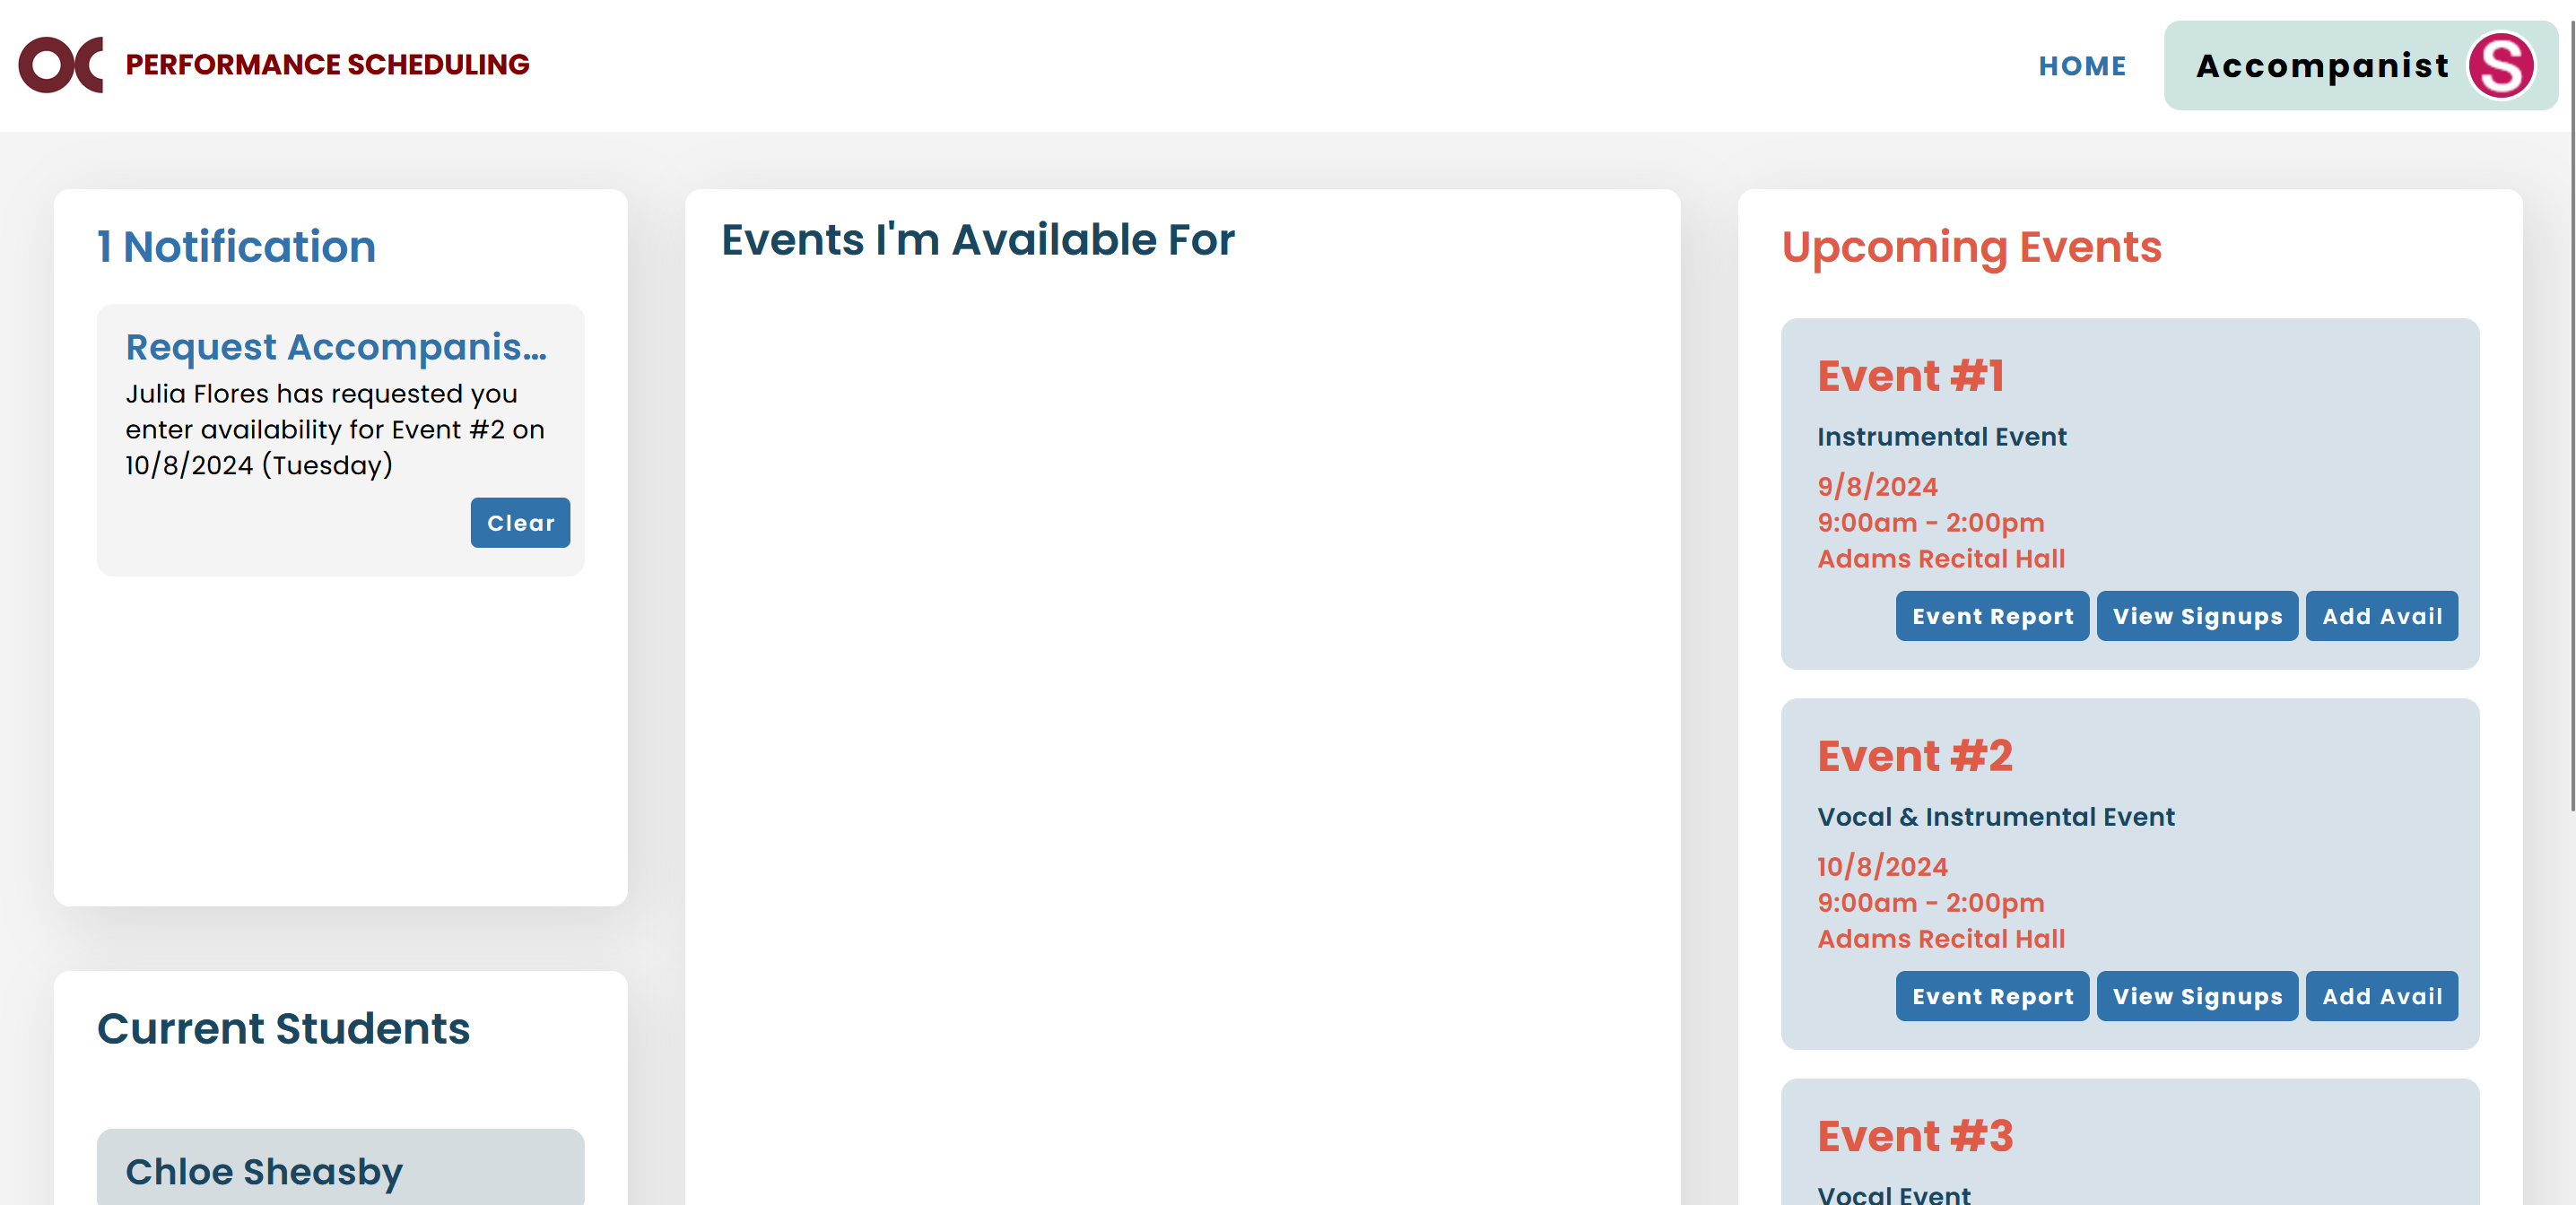 OC PERFORMANCE SCHEDULING
HOME
Accompanist
S
1 Notification
Request Accompanis...
Julia Flores has requested you
enter availability for Event #2 on
10/8/2024 (Tuesday)
Clear
Current Students
Chloe Sheasby
Events I'm Available For
Upcoming Events
Event #1
Instrumental Event
9/8/2024
9:00am - 2:00pm
Adams Recital Hall
Event Report View Signups Add Avail
Event #2
Vocal & Instrumental Event
10/8/2024
9:00am - 2:00pm
Adams Recital Hall
Event Report View Signups Add Avail
Event #3
Vocal Event